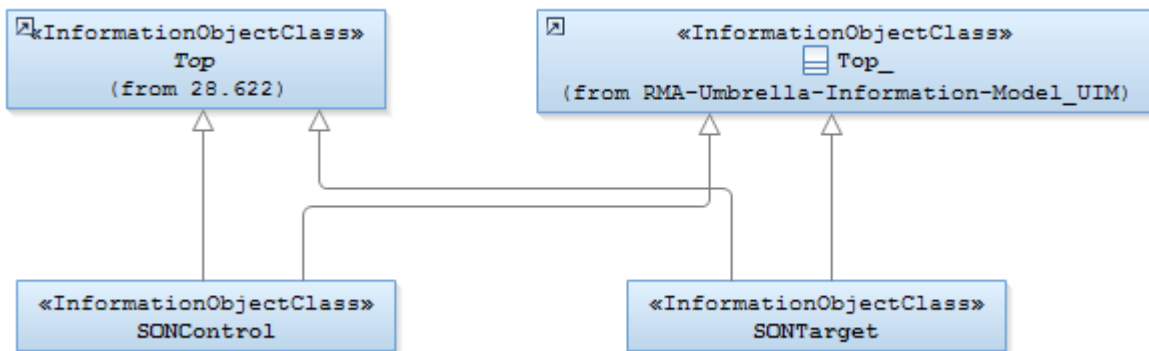 «InformationObjectClass»
Top
(from 28.622)
«InformationObjectClass»
Top_
(from RMA-Umbrella-Information-Model_UIM)
«InformationObjectClass»
SONControl
«InformationObjectClass»
SONTarget